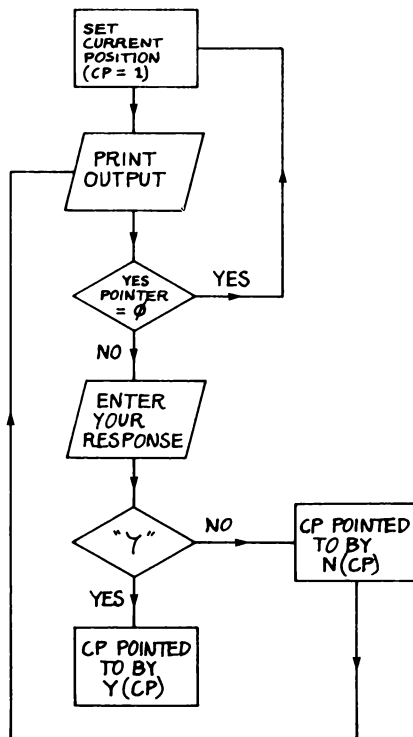 SET
CURRENT
POSITION
(CP = 1)
PRINT
OUTPUT
YES
POINTER
= Ø
YES
NO
ENTER
YOUR
RESPONSE
"Y"
NO
CP POINTED
TO BY
N(CP)
YES
CP POINTED
TO BY
Y(CP)